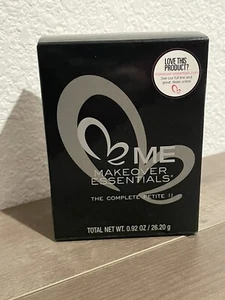 LOVE THIS
PRODUCT?
ME
MAKEOVER
ESSENTIALS®
THE COMPLETE PETITE II
TOTAL NET WT. 0.92 OZ / 26.20 g